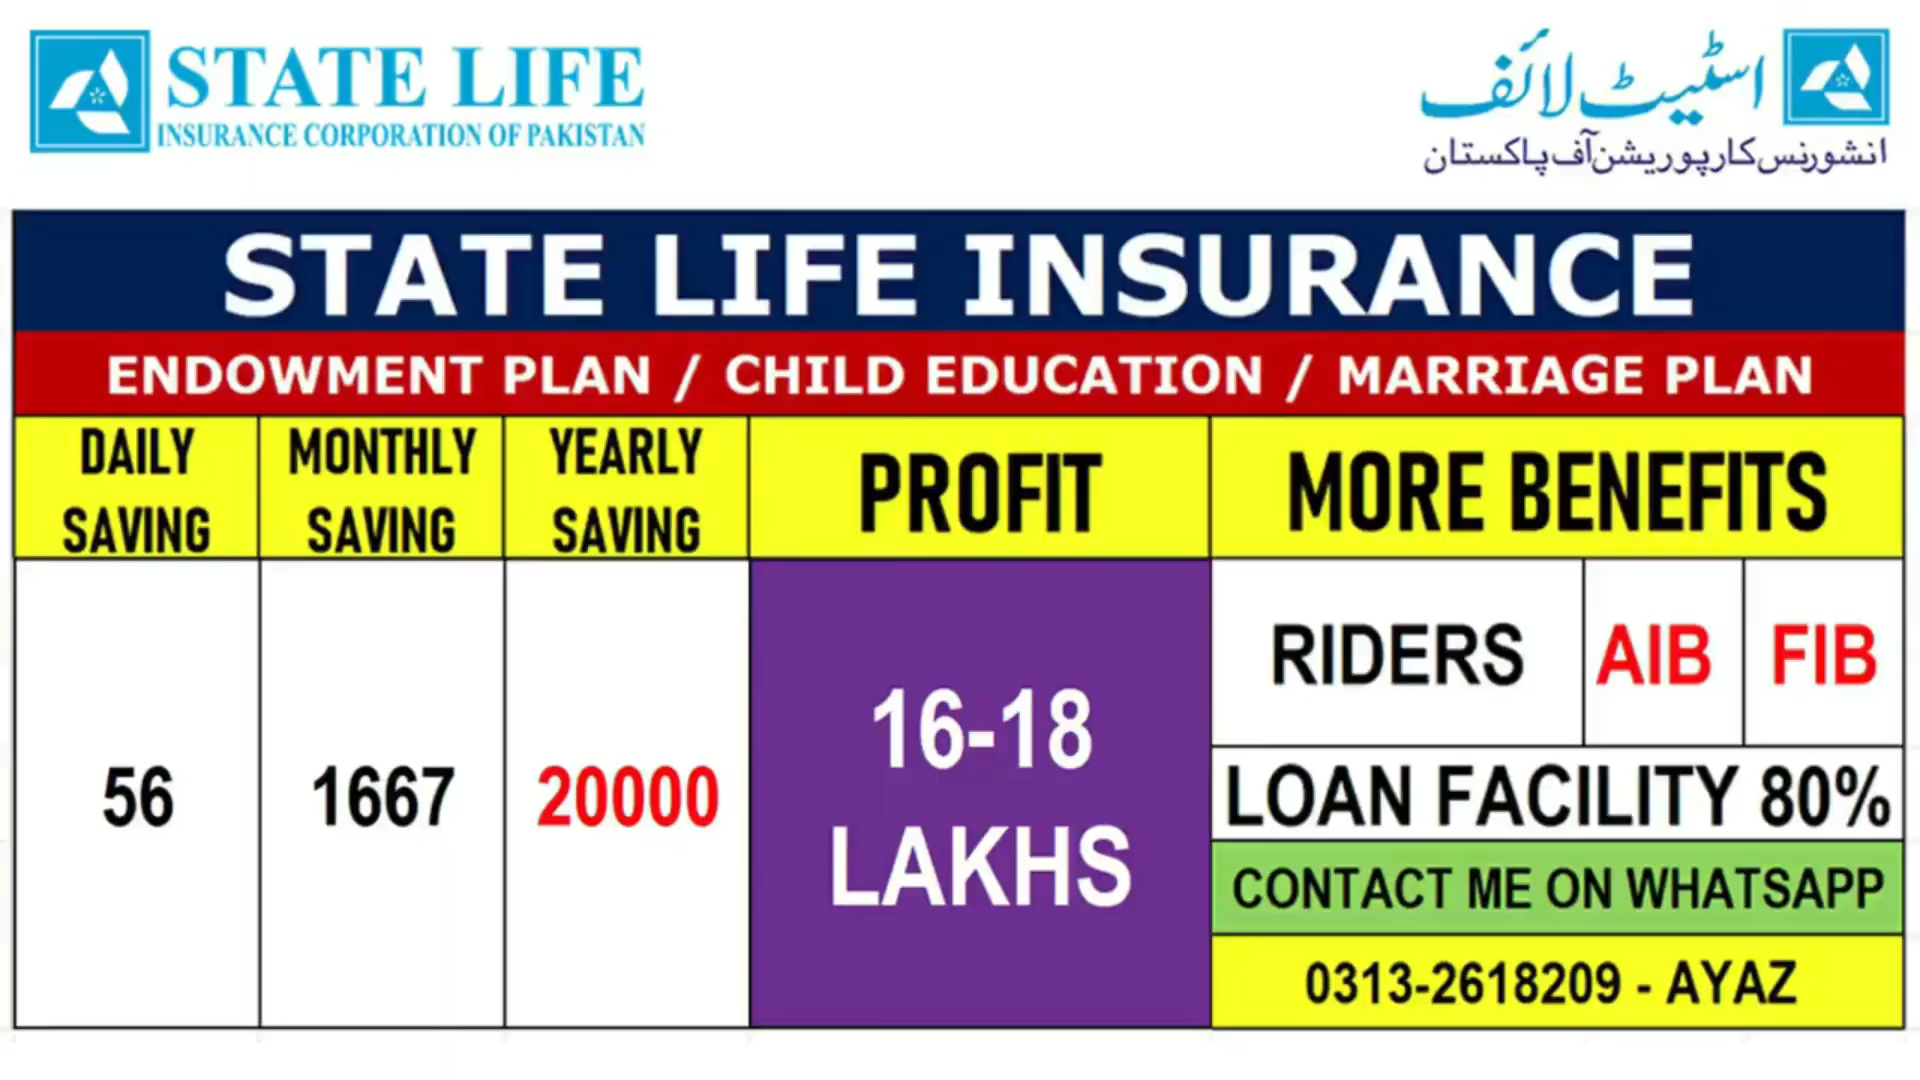 STATE LIFE
INSURANCE CORPORATION OF PAKISTAN
اسٹیٹ لائف
انشورنس کارپوریشن آف پاکستان
STATE LIFE INSURANCE
ENDOWMENT PLAN / CHILD EDUCATION / MARRIAGE PLAN
DAILY
SAVING
MONTHLY
SAVING
YEARLY
SAVING
PROFIT
MORE BENEFITS
56
1667
20000
16-18
LAKHS
RIDERS
AIB
FIB
LOAN FACILITY 80%
CONTACT ME ON WHATSAPP
0313-2618209 - AYAZ